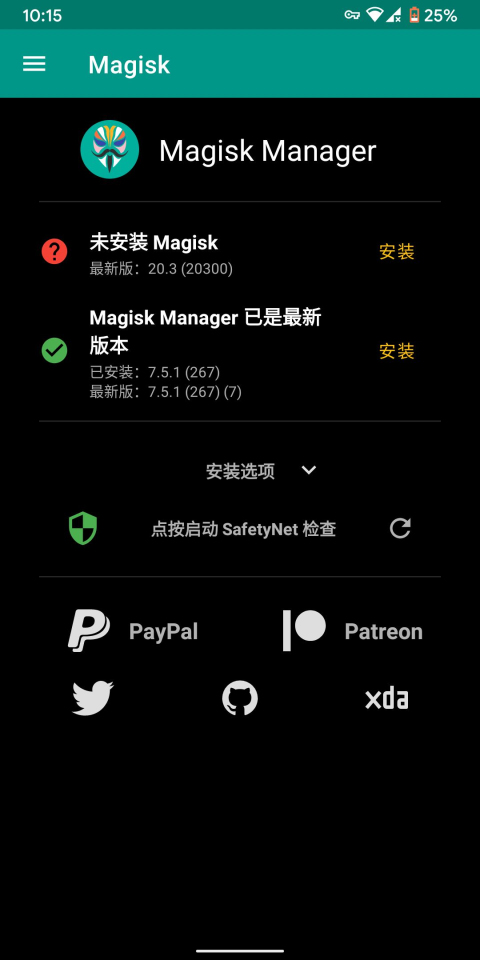 10:15
25%
Magisk
Magisk Manager
未安装 Magisk
最新版：20.3 (20300)
安装
Magisk Manager 已是最新
版本
已安装：7.5.1 (267)
最新版：7.5.1 (267) (7)
安装
安装选项
点按启动 SafetyNet 检查
PayPal
Patreon
xda